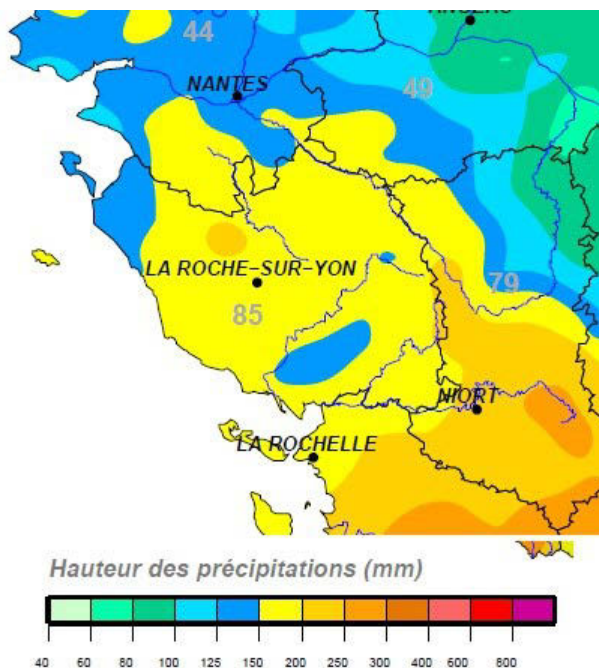 ANGERS
44
NANTES
49
LA ROCHE-SUR-YON
79
85
NIORT
LA ROCHELLE
Hauteur des précipitations (mm)
40 60 80 100 125 150 200 250 300 400 600 800